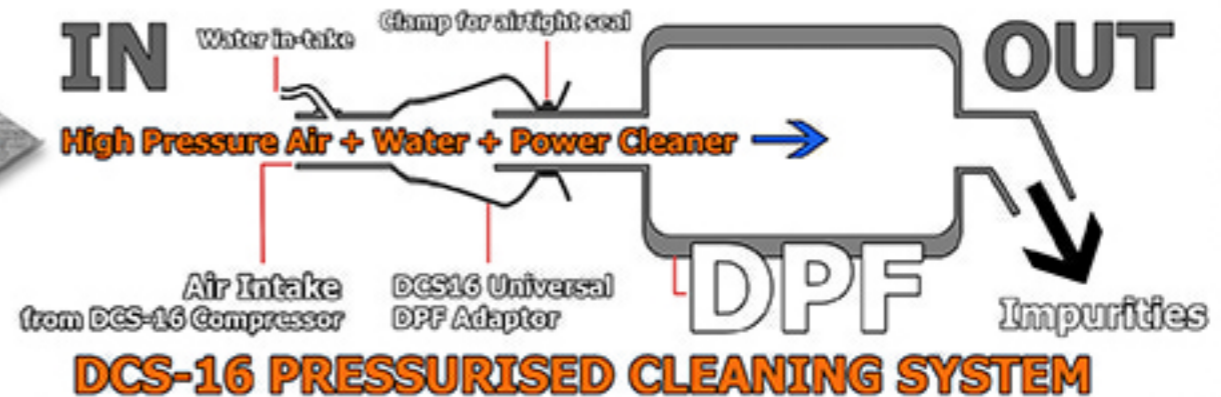 IN
Water in-take
Clamp for airtight seal
OUT
High Pressure Air + Water + Power Cleaner
Air Intake
from DCS-16 Compressor
DCS16 Universal
DPF Adaptor
DPF
Impurities
DCS-16 PRESSURISED CLEANING SYSTEM